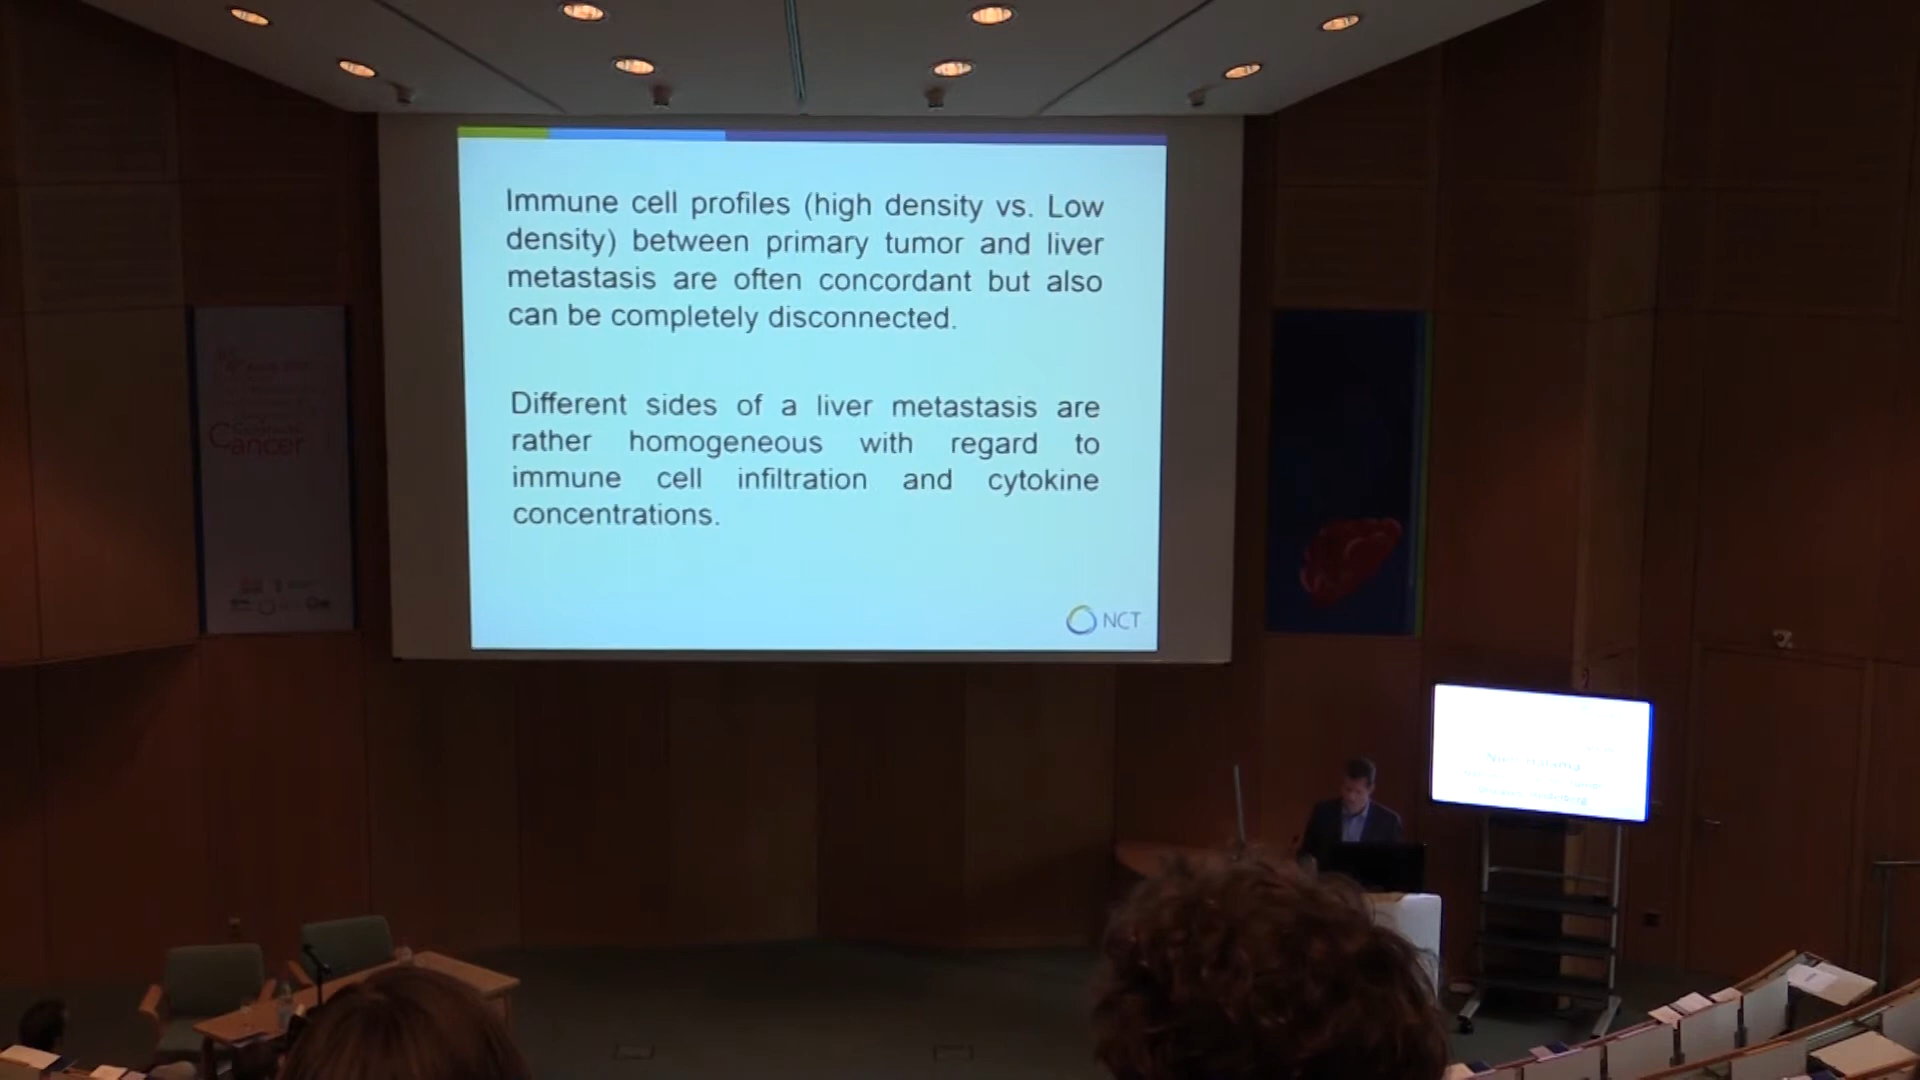 Immune cell profiles (high density vs. Low
density) between primary tumor and liver
metastasis are often concordant but also
can be completely disconnected.
Different sides of a liver metastasis are
rather homogeneous with regard to
immune cell infiltration and cytokine
concentrations.
NCT
Cancer